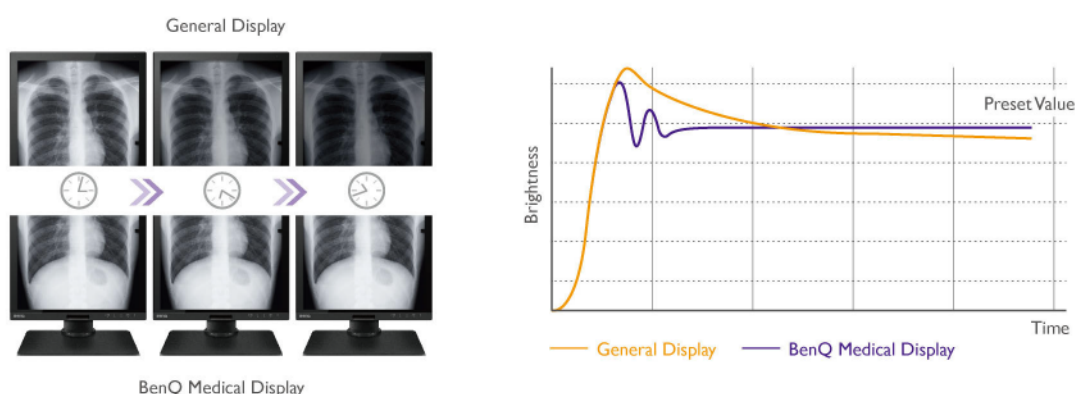 General Display
BenQ Medical Display
Preset Value
Brightness
Time
General Display
BenQ Medical Display